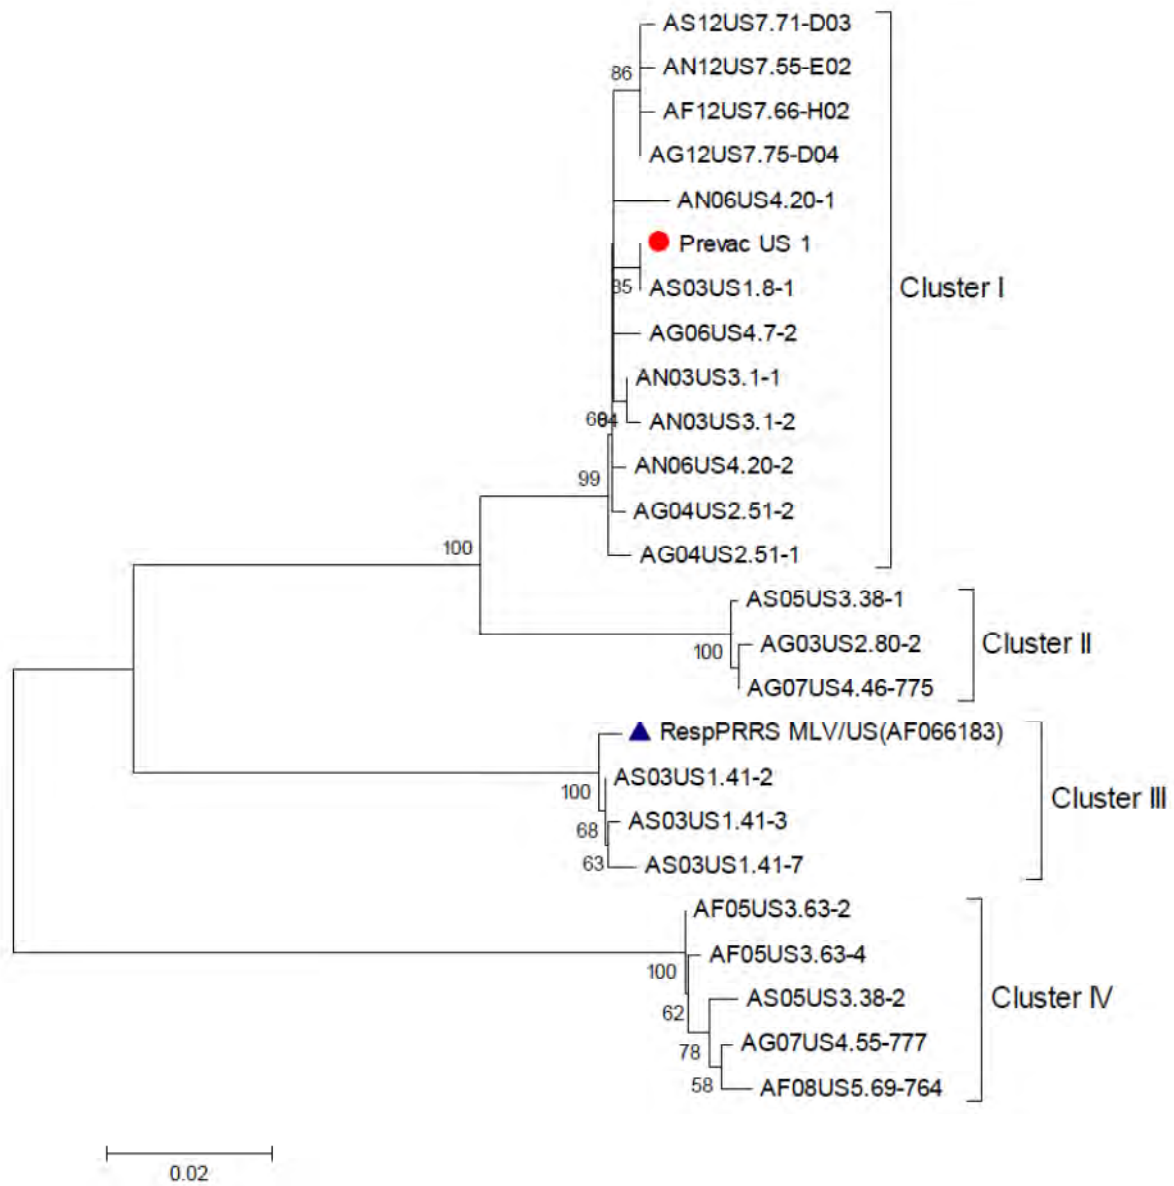 AS12US7.71-D03
AN12US7.55-E02
86
AF12US7.66-H02
AG12US7.75-D04
AN06US4.20-1
Prevac US 1
85
AS03US1.8-1
Cluster I
AG06US4.7-2
AN03US3.1-1
AN03US3.1-2
AN06US4.20-2
99
AG04US2.51-2
100
AG04US2.51-1
AS05US3.38-1
AG03US2.80-2
Cluster II
100
AG07US4.46-775
RespPRRS MLV/US(AF066183)
AS03US1.41-2
100
Cluster III
AS03US1.41-3
68
63
AS03US1.41-7
AF05US3.63-2
AF05US3.63-4
100
AS05US3.38-2
Cluster IV
62
AG07US4.55-777
78
58
AF08US5.69-764
0.02